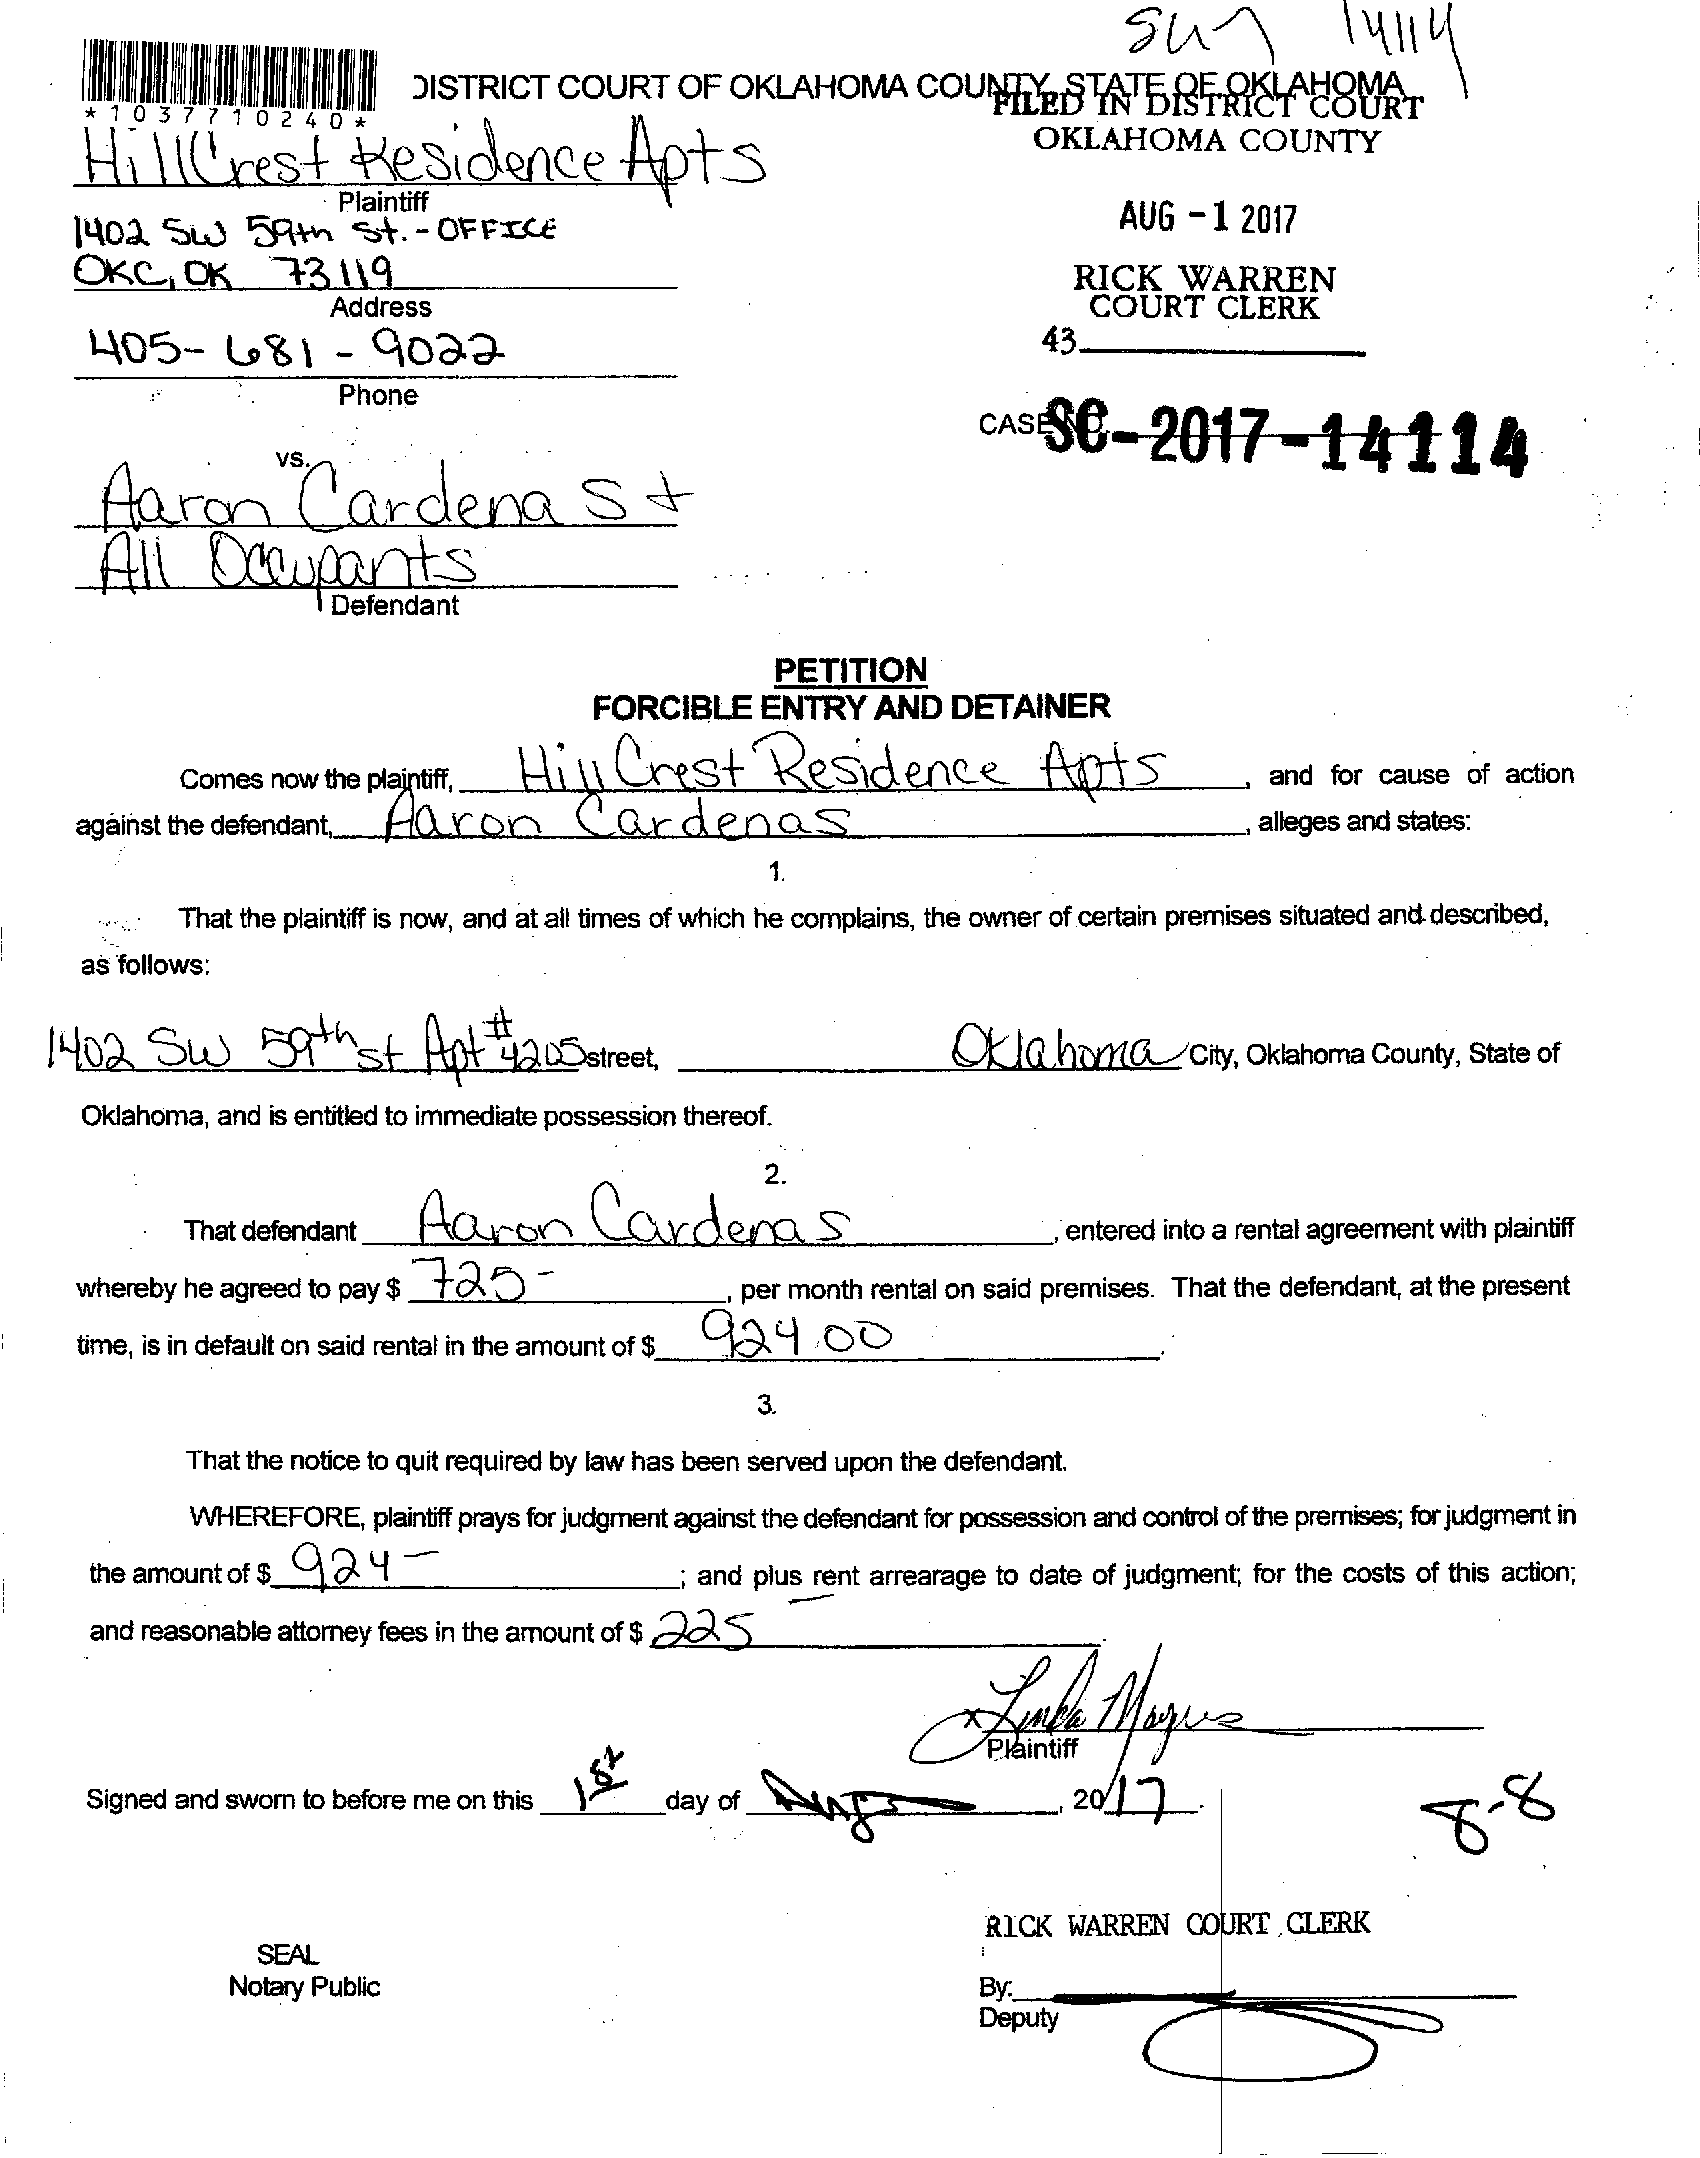 14114
DISTRICT COURT OF OKLAHOMA COUNTY, STATE OF OKLAHOMA
*1037710240*
FILED IN DISTRICT COURT
OKLAHOMA COUNTY
HillCrest Residence Apts
Plaintiff
1402 SW 59th St. - OFFICE
AUG -1 2017
OKC, OK 73119
Address
RICK WARREN
COURT CLERK
405-681-9022
43
Phone
CASE SC-2017-14114
vs.
Aaron Cardenas +
All Occupants
Defendant
PETITION
FORCIBLE ENTRY AND DETAINER
Comes now the plaintiff, HillCrest Residence Apts, and for cause of action
against the defendant, Aaron Cardenas, alleges and states:
1.
That the plaintiff is now, and at all times of which he complains, the owner of certain premises situated and described,
as follows:
1402 SW 59th St Apt #4205 street, Oklahoma City, Oklahoma County, State of
Oklahoma, and is entitled to immediate possession thereof.
2.
That defendant Aaron Cardenas, entered into a rental agreement with plaintiff
whereby he agreed to pay $ 725-, per month rental on said premises. That the defendant, at the present
time, is in default on said rental in the amount of $ 924.00.
3.
That the notice to quit required by law has been served upon the defendant.
WHEREFORE, plaintiff prays for judgment against the defendant for possession and control of the premises; for judgment in
the amount of $ 924-; and plus rent arrearage to date of judgment; for the costs of this action;
and reasonable attorney fees in the amount of $ 225-.
x Linda
Plaintiff
Signed and sworn to before me on this 1st day of Aug, 2017.
8-8
RICK WARREN COURT CLERK
SEAL
Notary Public
By:
Deputy